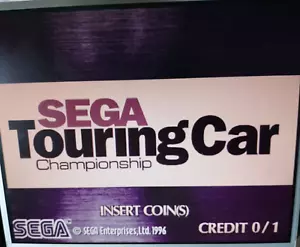 SEGA
Touring Car
Championship
INSERT COIN(S)
SEGA © SEGA Enterprises, Ltd. 1996 CREDIT 0/1